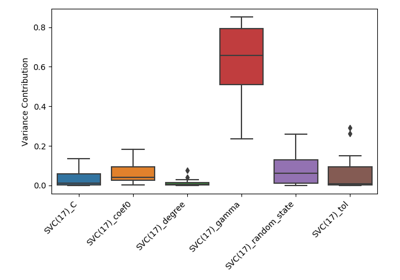 0.8
0.6
0.4
0.2
0.0
Variance Contribution
SVC(17)_C
SVC(17)_coef0
SVC(17)_degree
SVC(17)_gamma
SVC(17)_random_state
SVC(17)_tol